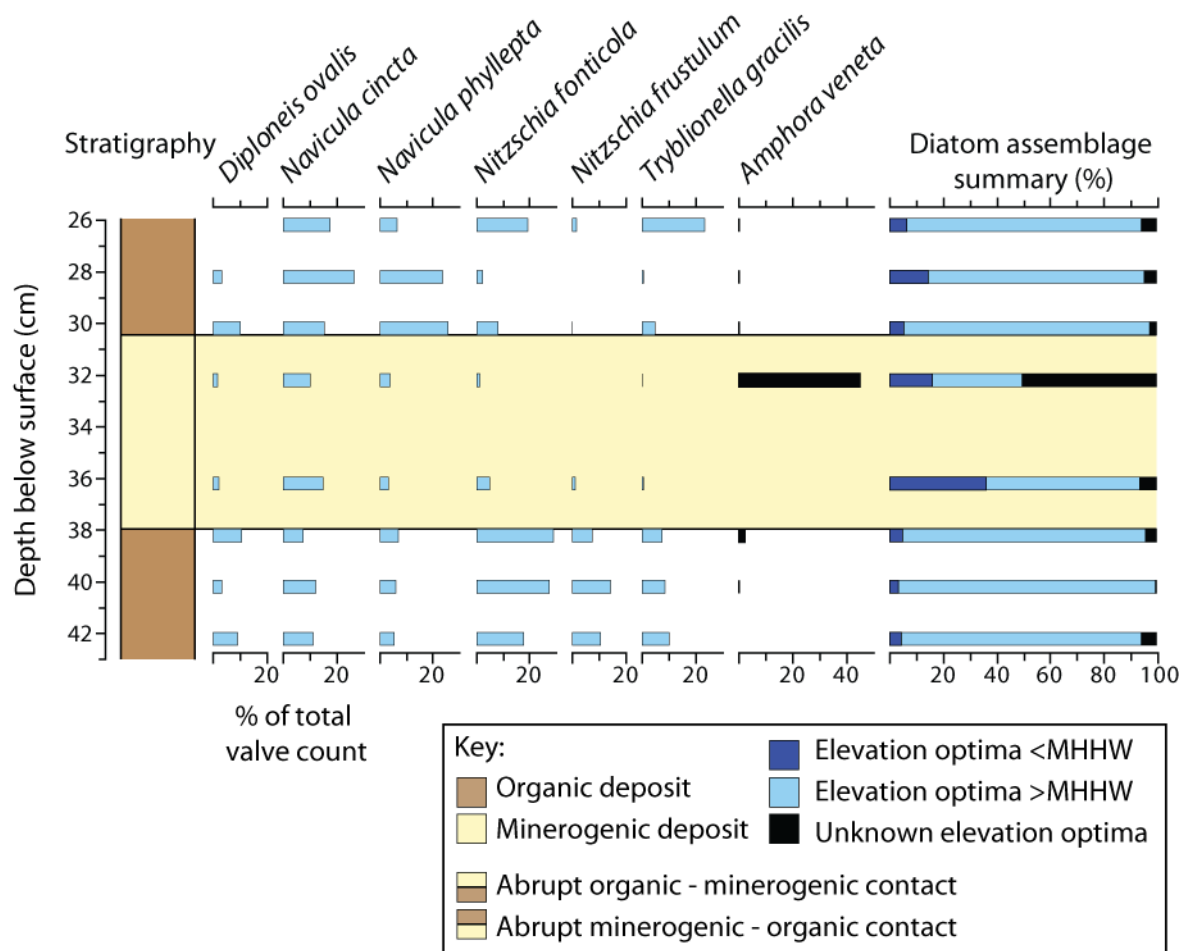 Stratigraphy
Diploneis ovalis
Navicula cincta
Navicula phyllepta
Nitzschia fonticola
Nitzschia frustulum
Tryblionella gracilis
Amphora veneta
Diatom assemblage
summary (%)
Depth below surface (cm)
26
28
30
32
34
36
38
40
42
20 20 20 20 20 20 20 40 20 40 60 80 100
% of total
valve count
Key:
Organic deposit
Minerogenic deposit
Abrupt organic - minerogenic contact
Abrupt minerogenic - organic contact
Elevation optima <MHHW
Elevation optima >MHHW
Unknown elevation optima